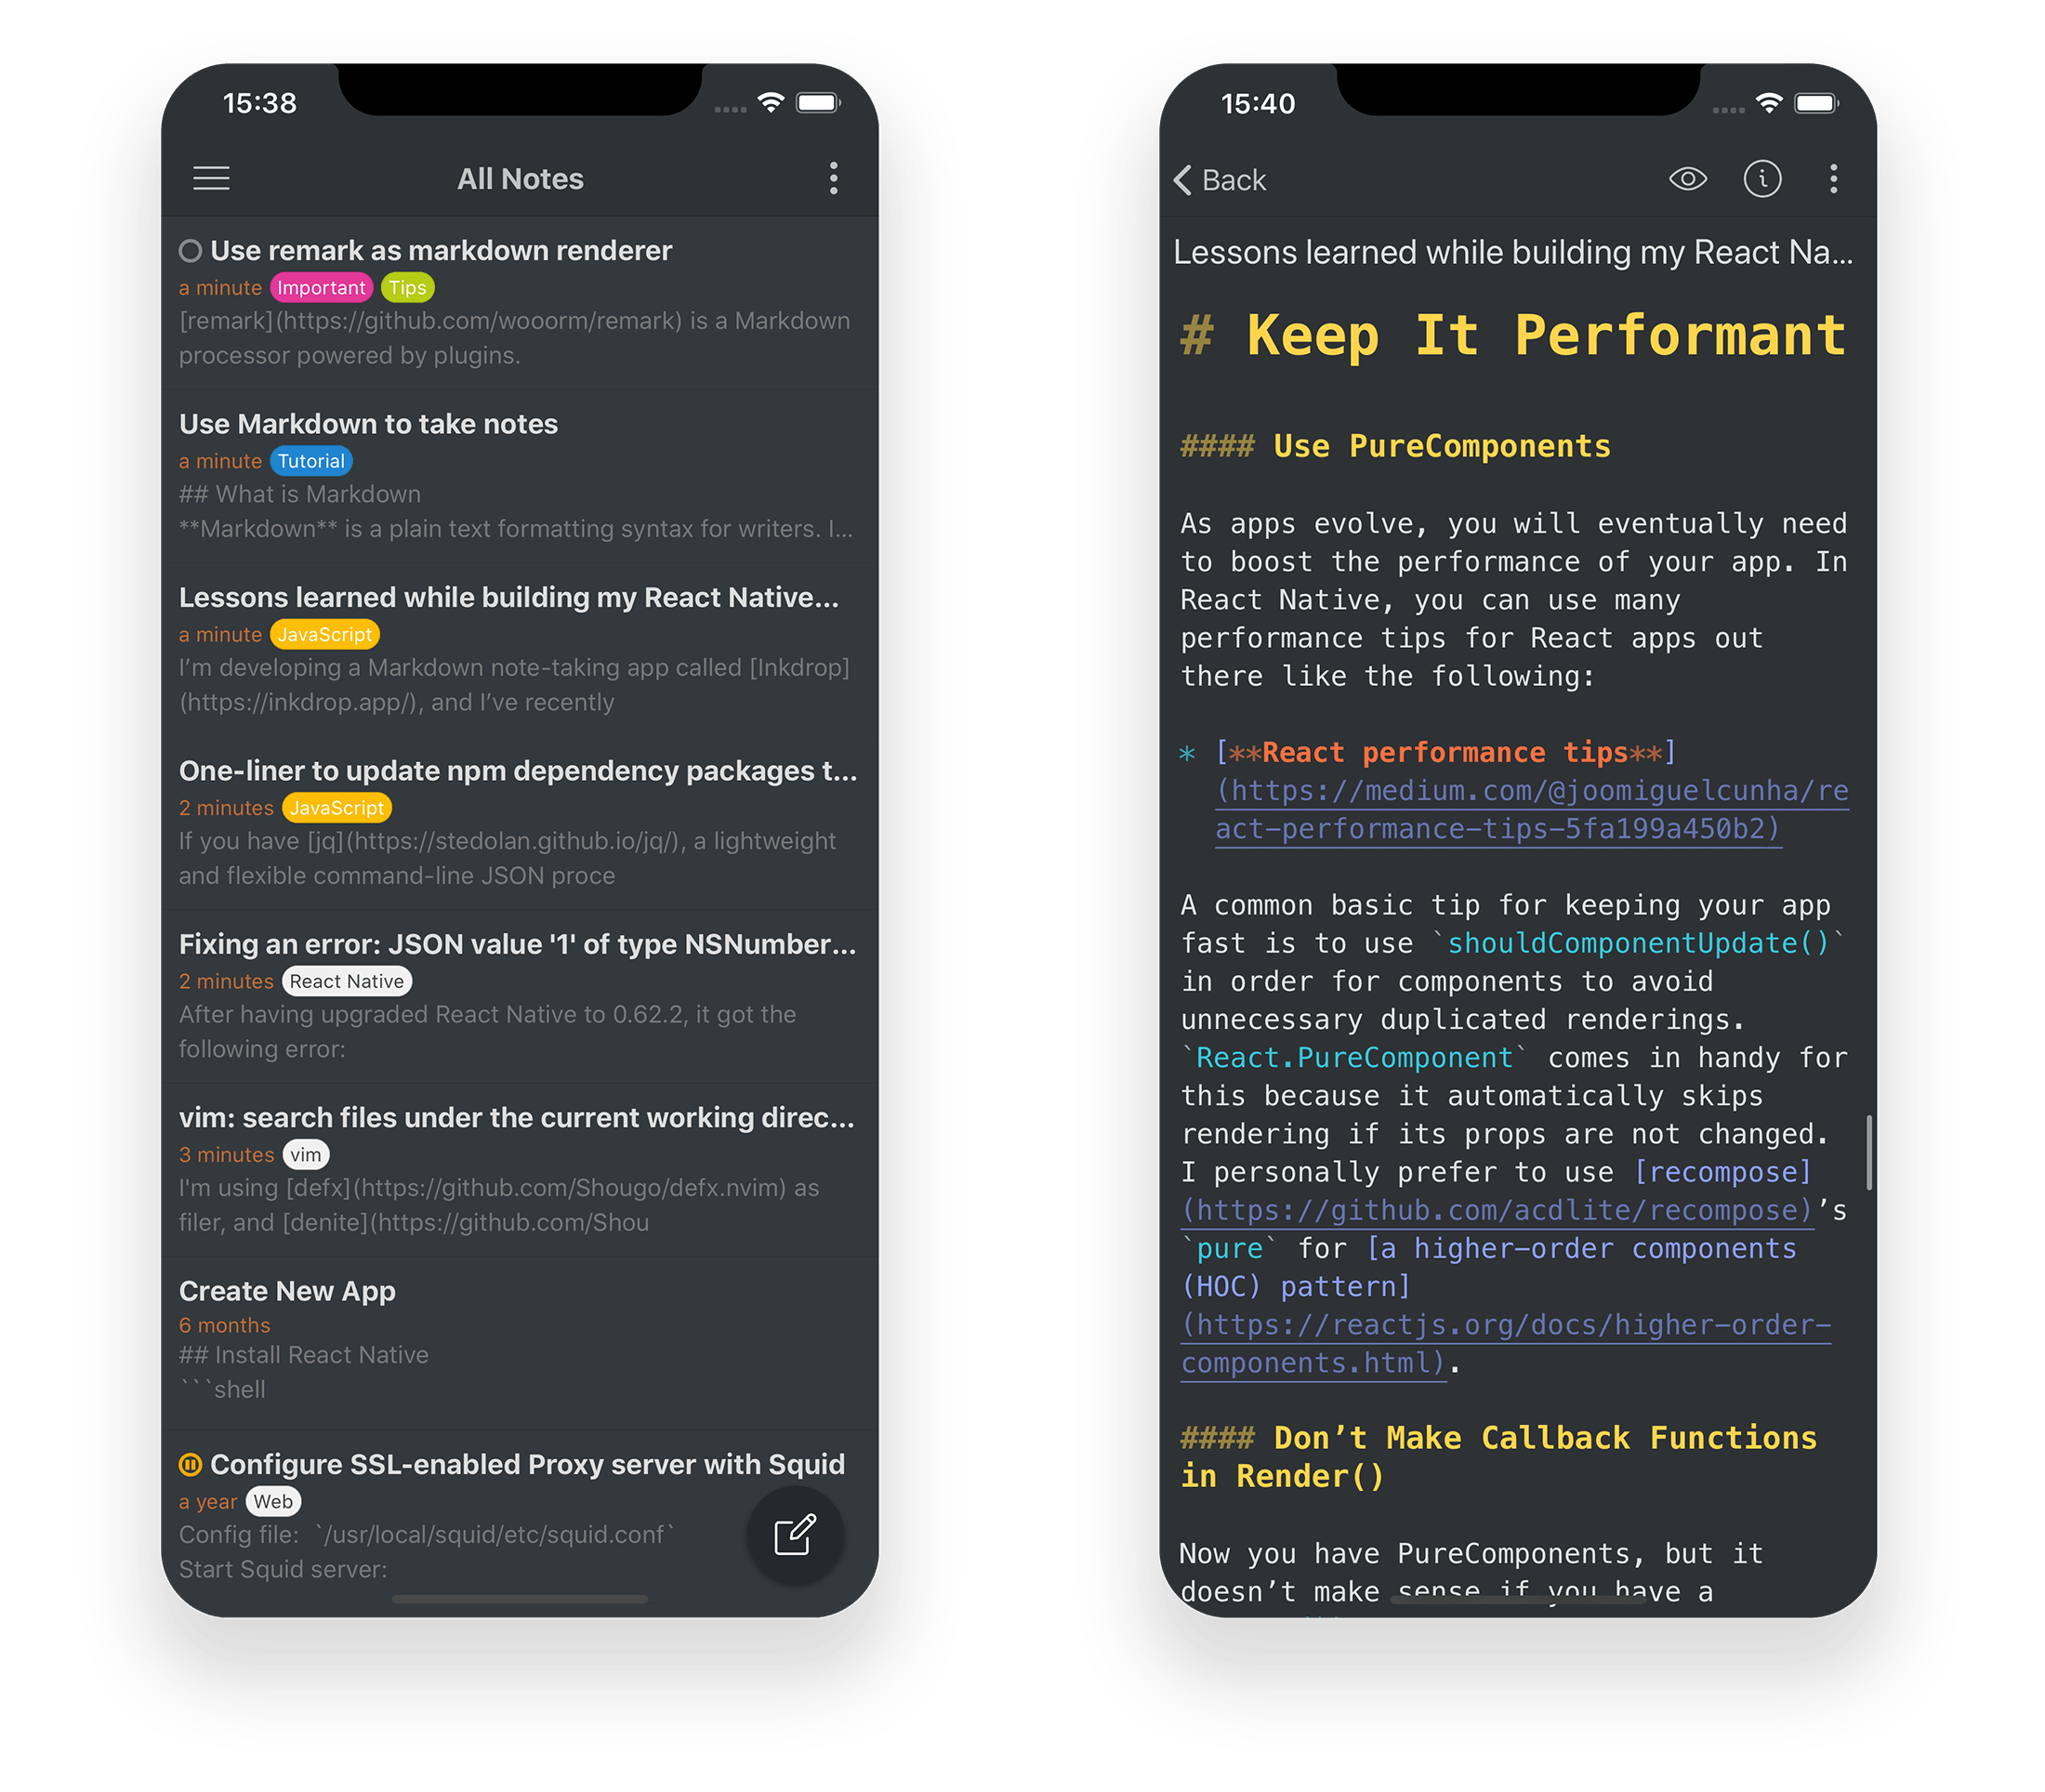 15:38
All Notes
Use remark as markdown renderer
a minute Important Tips
[remark](https://github.com/wooorm/remark) is a Markdown
processor powered by plugins.
Use Markdown to take notes
a minute Tutorial
## What is Markdown
**Markdown** is a plain text formatting syntax for writers. I...
Lessons learned while building my React Native...
a minute JavaScript
I’m developing a Markdown note-taking app called [Inkdrop]
(https://inkdrop.app/), and I’ve recently
One-liner to update npm dependency packages t...
2 minutes JavaScript
If you have [jq](https://stedolan.github.io/jq/), a lightweight
and flexible command-line JSON proce
Fixing an error: JSON value '1' of type NSNumber...
2 minutes React Native
After having upgraded React Native to 0.62.2, it got the
following error:
vim: search files under the current working direc...
3 minutes vim
I'm using [defx](https://github.com/Shougo/defx.nvim) as
filer, and [denite](https://github.com/Shou
Create New App
6 months
## Install React Native
```shell
Configure SSL-enabled Proxy server with Squid
a year Web
Config file: `/usr/local/squid/etc/squid.conf`
Start Squid server:
15:40
Back
Lessons learned while building my React Na...
# Keep It Performant
#### Use PureComponents
As apps evolve, you will eventually need
to boost the performance of your app. In
React Native, you can use many
performance tips for React apps out
there like the following:
* [**React performance tips**]
(https://medium.com/@joomiguelcunha/re
act-performance-tips-5fa199a450b2)
A common basic tip for keeping your app
fast is to use `shouldComponentUpdate()`
in order for components to avoid
unnecessary duplicated renderings.
`React.PureComponent` comes in handy for
this because it automatically skips
rendering if its props are not changed.
I personally prefer to use [recompose]
(https://github.com/acdlite/recompose)’s
`pure` for [a higher-order components
(HOC) pattern]
(https://reactjs.org/docs/higher-order-
components.html).
#### Don’t Make Callback Functions
in Render()
Now you have PureComponents, but it
doesn’t make sense if you have a